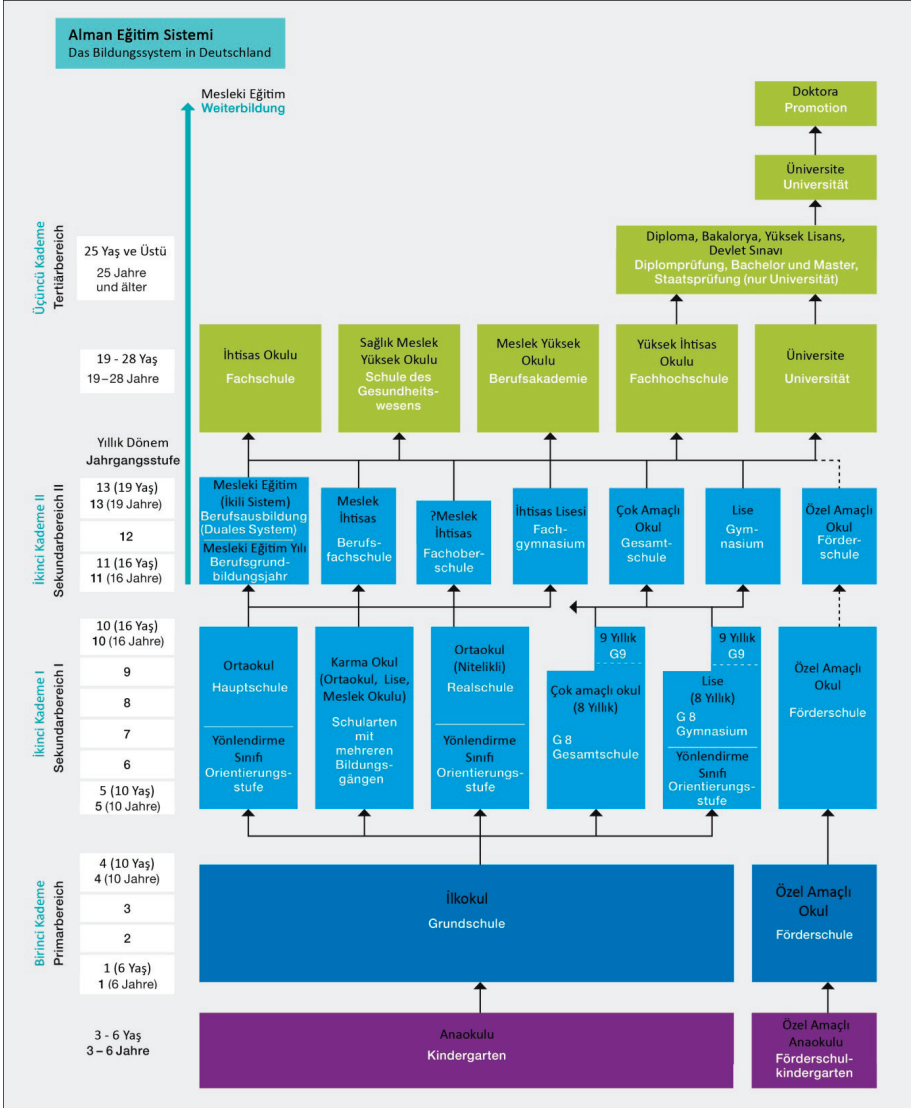 Alman Eğitim Sistemi
Das Bildungssystem in Deutschland
Mesleki Eğitim
Weiterbildung
Doktora
Promotion
Üniversite
Universität
Üçüncü Kademe
Tertiärbereich
25 Yaş ve Üstü
25 Jahre
und älter
Diploma, Bakalorya, Yüksek Lisans,
Devlet Sınavı
Diplomprüfung, Bachelor und Master,
Staatsprüfung (nur Universität)
19 - 28 Yaş
19–28 Jahre
İhtisas Okulu
Fachschule
Sağlık Meslek
Yüksek Okulu
Schule des
Gesundheits-
wesens
Meslek Yüksek
Okulu
Berufsakademie
Yüksek İhtisas
Okulu
Fachhochschule
Üniversite
Universität
Yıllık Dönem
Jahrgangsstufe
İkinci Kademe II
Sekundarbereich II
13 (19 Yaş)
13 (19 Jahre)
12
11 (16 Yaş)
11 (16 Jahre)
Mesleki Eğitim
(İkili Sistem)
Berufsausbildung
(Duales System)
Mesleki Eğitim Yılı
Berufsgrund-
bildungsjahr
Meslek
İhtisas
Berufs-
fachschule
?Meslek
İhtisas
Fachober-
schule
İhtisas Lisesi
Fach-
gymnasium
Çok Amaçlı
Okul
Gesamt-
schule
Lise
Gym-
nasium
Özel Amaçlı
Okul
Förder-
schule
İkinci Kademe I
Sekundarbereich I
10 (16 Yaş)
10 (16 Jahre)
9
8
7
6
5 (10 Yaş)
5 (10 Jahre)
Ortaokul
Hauptschule
Yönlendirme
Sınıfı
Orientierungs-
stufe
Karma Okul
(Ortaokul, Lise,
Meslek Okulu)
Schularten
mit
mehreren
Bildungs-
gängen
Ortaokul
(Nitelikli)
Realschule
Yönlendirme
Sınıfı
Orientierungs-
stufe
9 Yıllık
G9
Çok amaçlı okul
(8 Yıllık)
G 8
Gesamtschule
9 Yıllık
G9
Lise
(8 Yıllık)
G 8
Gymnasium
Yönlendirme
Sınıfı
Orientierungs-
stufe
Özel Amaçlı
Okul
Förderschule
Birinci Kademe
Primarbereich
4 (10 Yaş)
4 (10 Jahre)
3
2
1 (6 Yaş)
1 (6 Jahre)
İlkokul
Grundschule
Özel Amaçlı
Okul
Förderschule
3 - 6 Yaş
3 – 6 Jahre
Anaokulu
Kindergarten
Özel Amaçlı
Anaokulu
Förderschul-
kindergarten